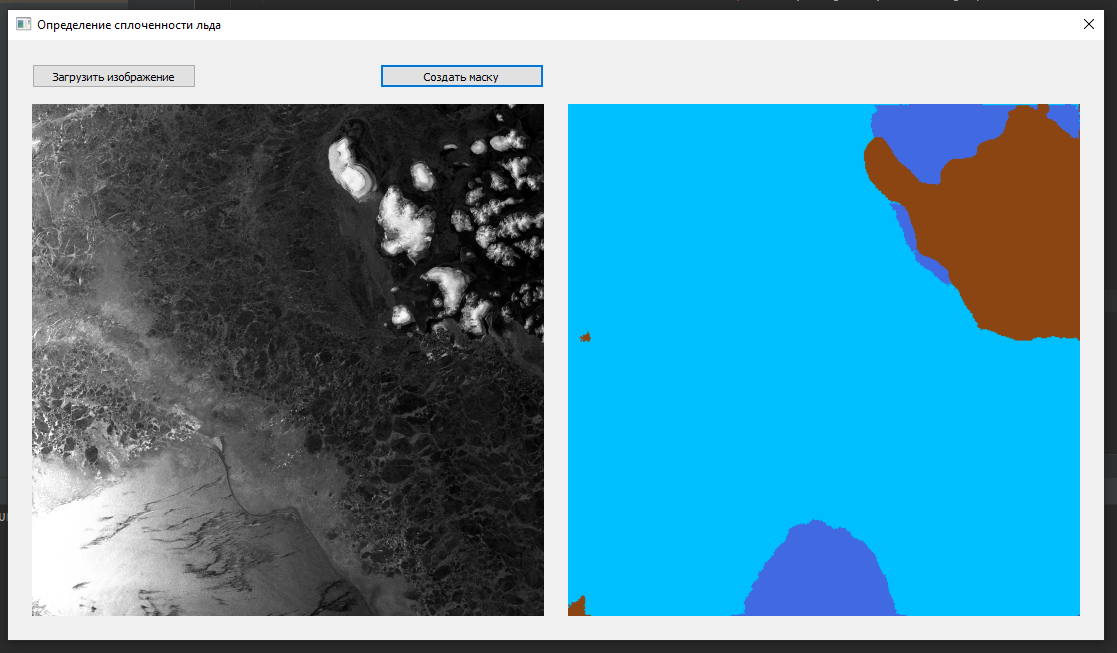 Определение сплоченности льда
Загрузить изображение
Создать маску